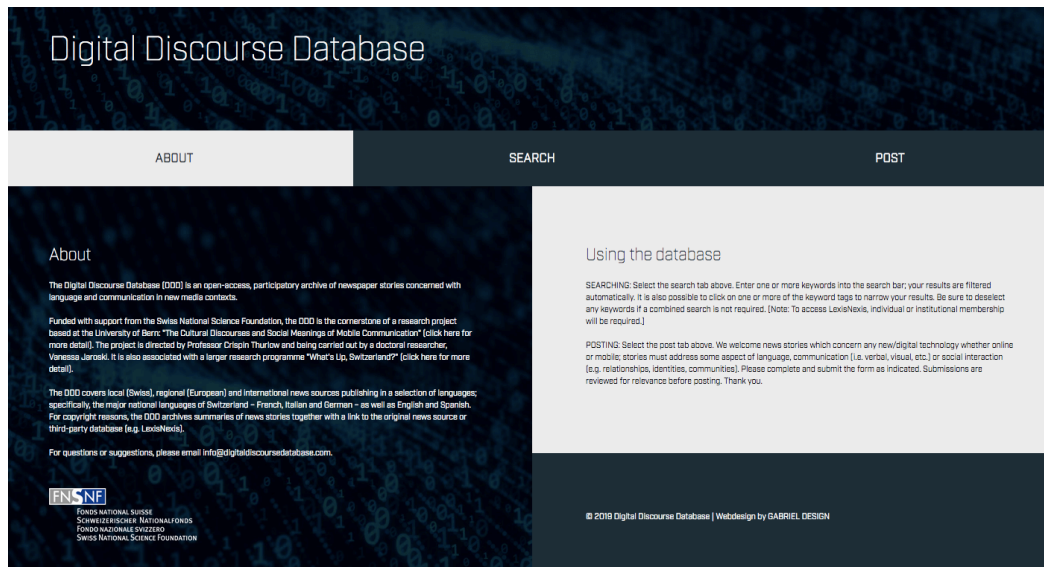 Digital Discourse Database
ABOUT
SEARCH
POST
About
The Digital Discourse Database (DDD) is an open-access, participatory archive of newspaper stories concerned with
language and communication in new media contexts.
Funded with support from the Swiss National Science Foundation, the DDD is the cornerstone of a research project
based at the University of Bern: "The Cultural Discourses and Social Meanings of Mobile Communication" (click here for
more detail). The project is directed by Professor Crispin Thurlow and being carried out by a doctoral researcher,
Vanessa Jaroski. It is also associated with a larger research programme "What's Up, Switzerland?" (click here for more
detail).
The DDD covers local (Swiss), regional (European) and international news sources publishing in a selection of languages;
specifically, the major national languages of Switzerland – French, Italian and German – as well as English and Spanish.
For copyright reasons, the DDD archives summaries of news stories together with a link to the original news source or
third-party database (e.g. LexisNexis).
For questions or suggestions, please email info@digitaldiscoursedatabase.com.
FNSNF
FONDS NATIONAL SUISSE
SCHWEIZERISCHER NATIONALFONDS
FONDO NAZIONALE SVIZZERO
SWISS NATIONAL SCIENCE FOUNDATION
Using the database
SEARCHING: Select the search tab above. Enter one or more keywords into the search bar; your results are filtered
automatically. It is also possible to click on one or more of the keyword tags to narrow your results. Be sure to deselect
any keywords if a combined search is not required. [Note: To access LexisNexis, individual or institutional membership
will be required.]
POSTING: Select the post tab above. We welcome news stories which concern any new/digital technology whether online
or mobile; stories must address some aspect of language, communication (i.e. verbal, visual, etc.) or social interaction
(e.g. relationships, identities, communities). Please complete and submit the form as indicated. Submissions are
reviewed for relevance before posting. Thank you.
© 2019 Digital Discourse Database | Webdesign by GABRIEL DESIGN